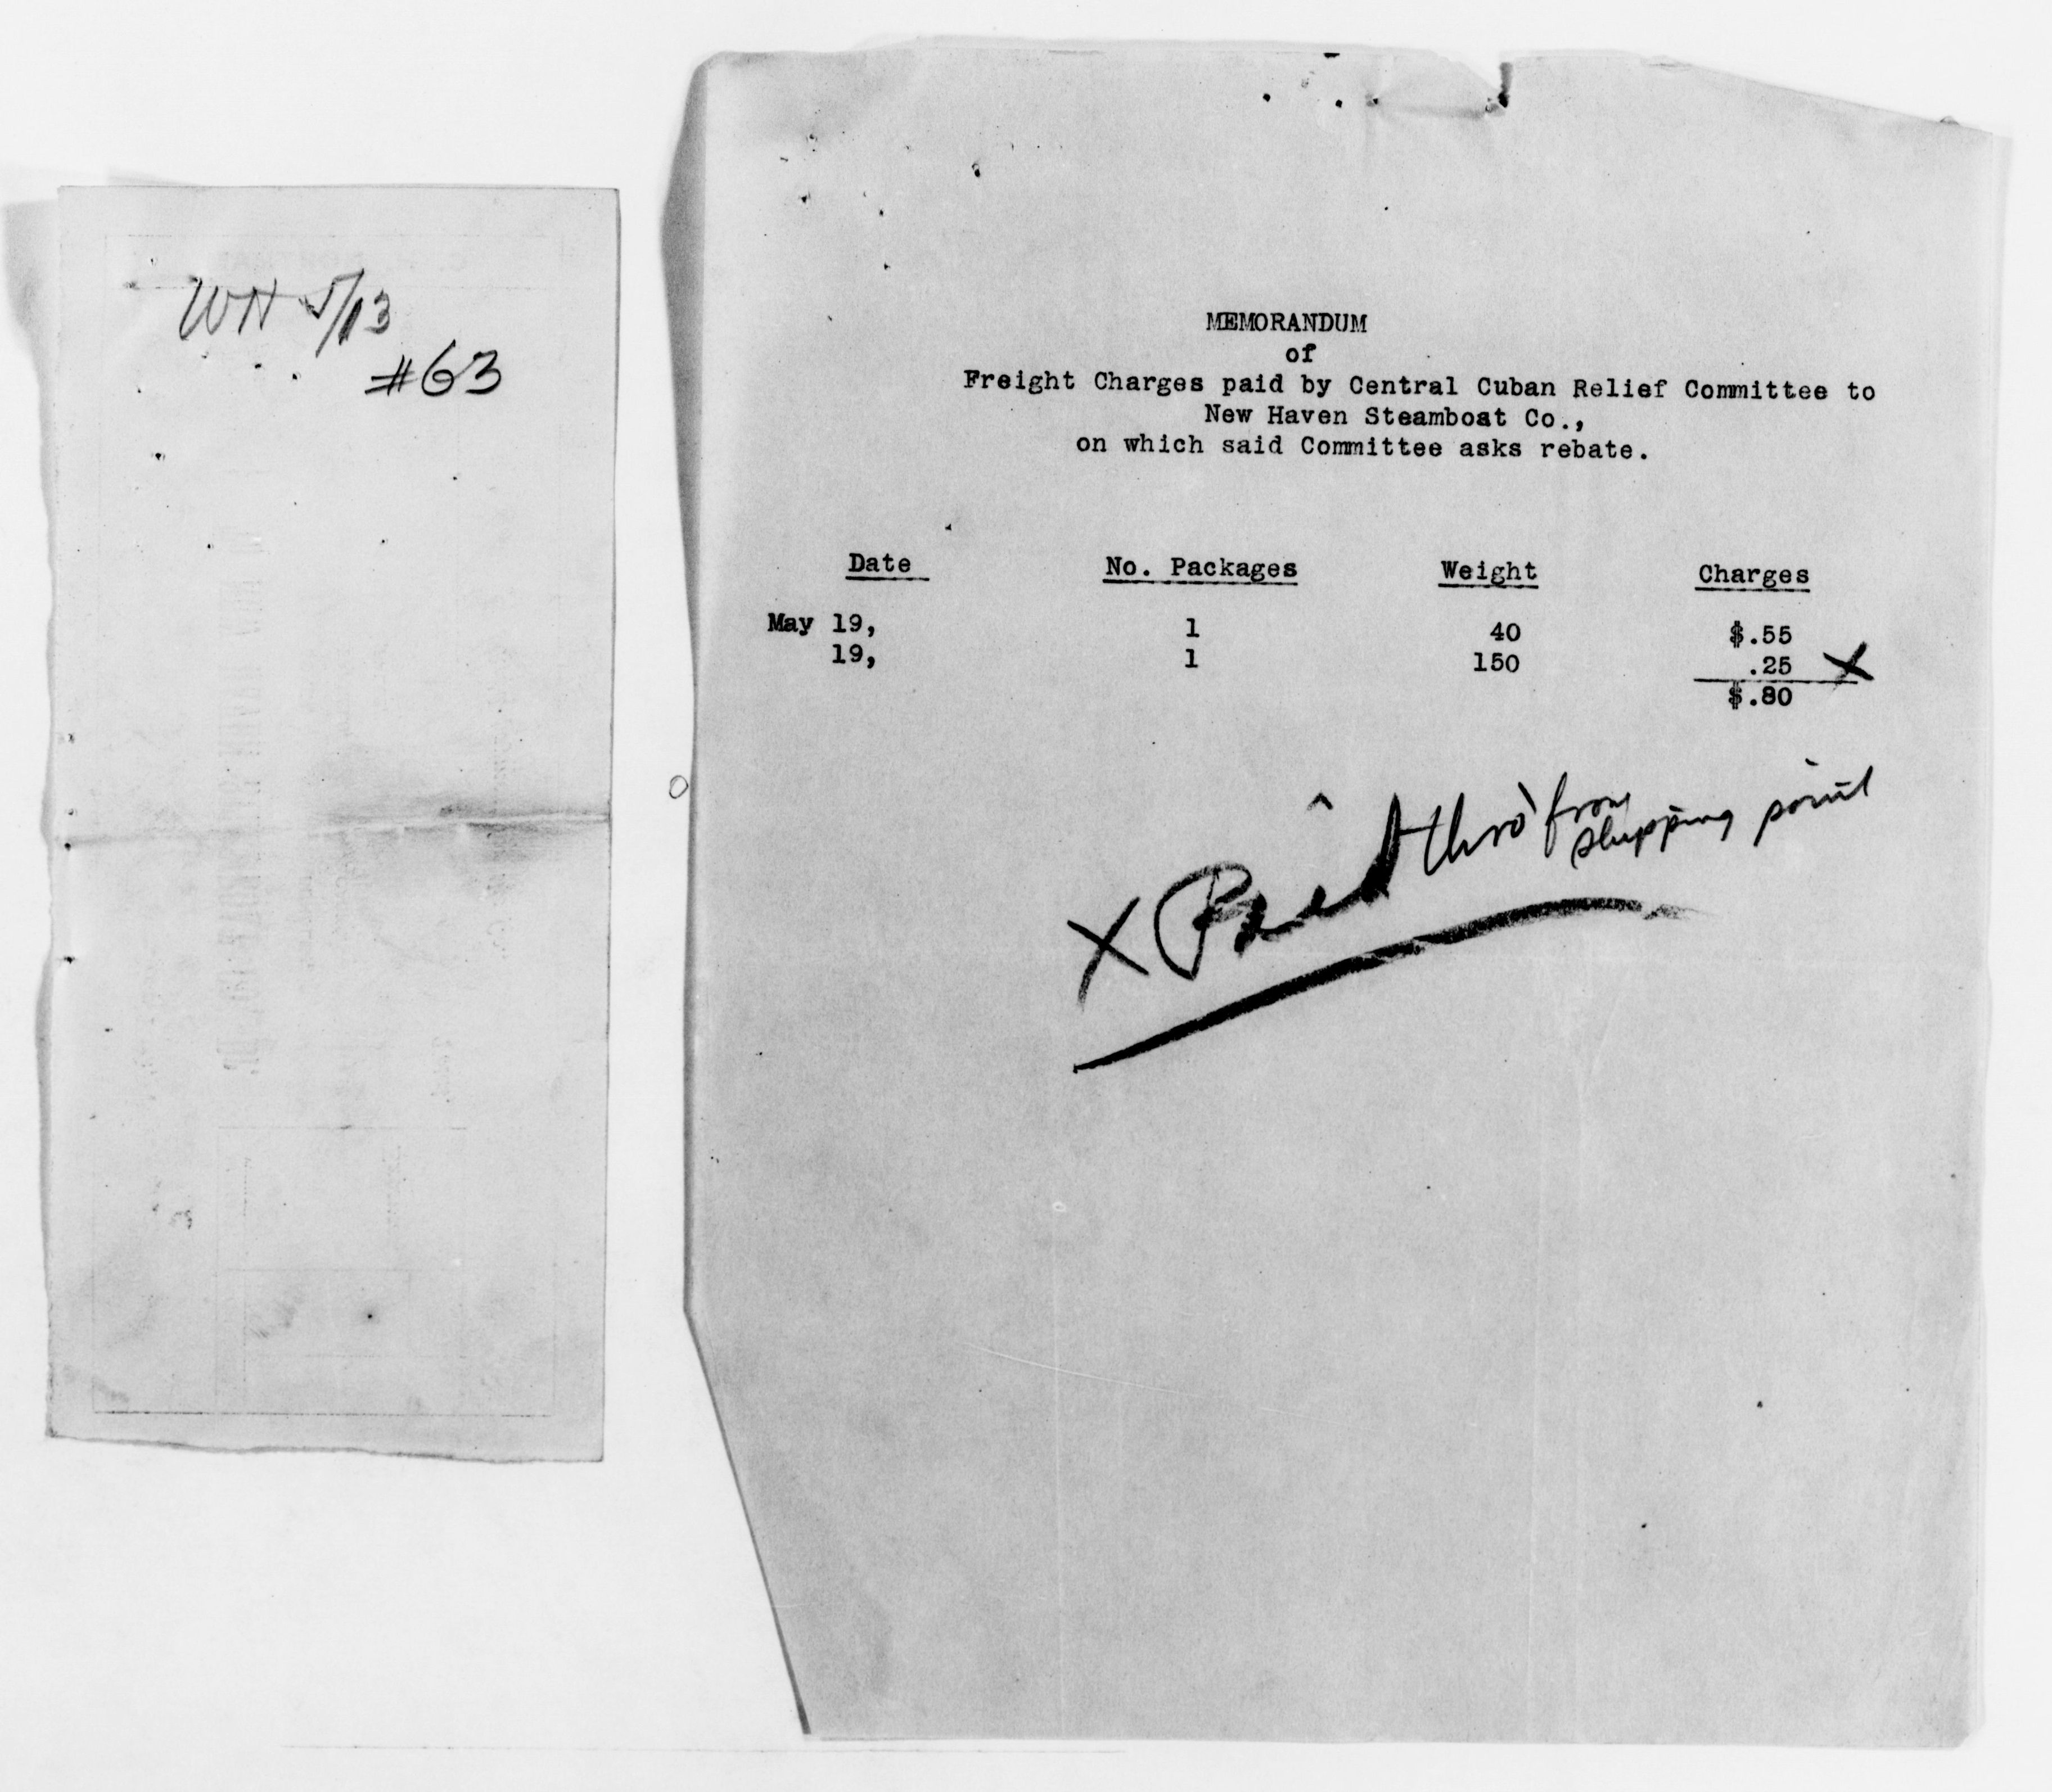 WN 5/13
#63
MEMORANDUM
of
Freight Charges paid by Central Cuban Relief Committee to
New Haven Steamboat Co.,
on which said Committee asks rebate.
Date No. Packages Weight Charges
May 19, 1 40 $.55
19, 1 150 .25 X
$.80
X Paid thro' from
shipping point